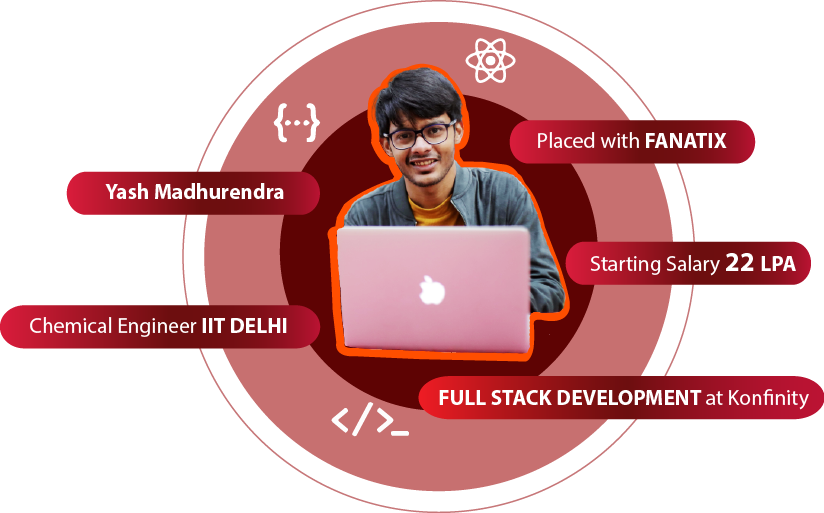 Placed with FANATIX
Yash Madhurendra
Starting Salary 22 LPA
Chemical Engineer IIT DELHI
FULL STACK DEVELOPMENT at Konfinity